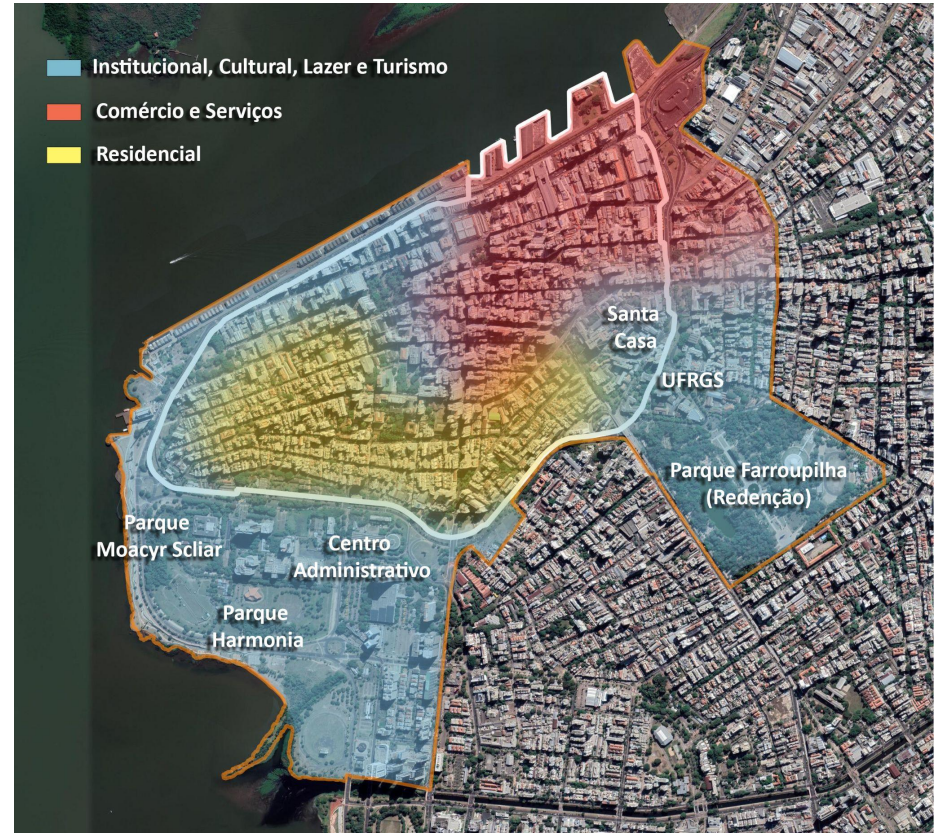 Institucional, Cultural, Lazer e Turismo
Comércio e Serviços
Residencial
Santa
Casa
UFRGS
Parque Farroupilha
(Redenção)
Parque
Moacyr Scliar
Centro
Administrativo
Parque
Harmonia